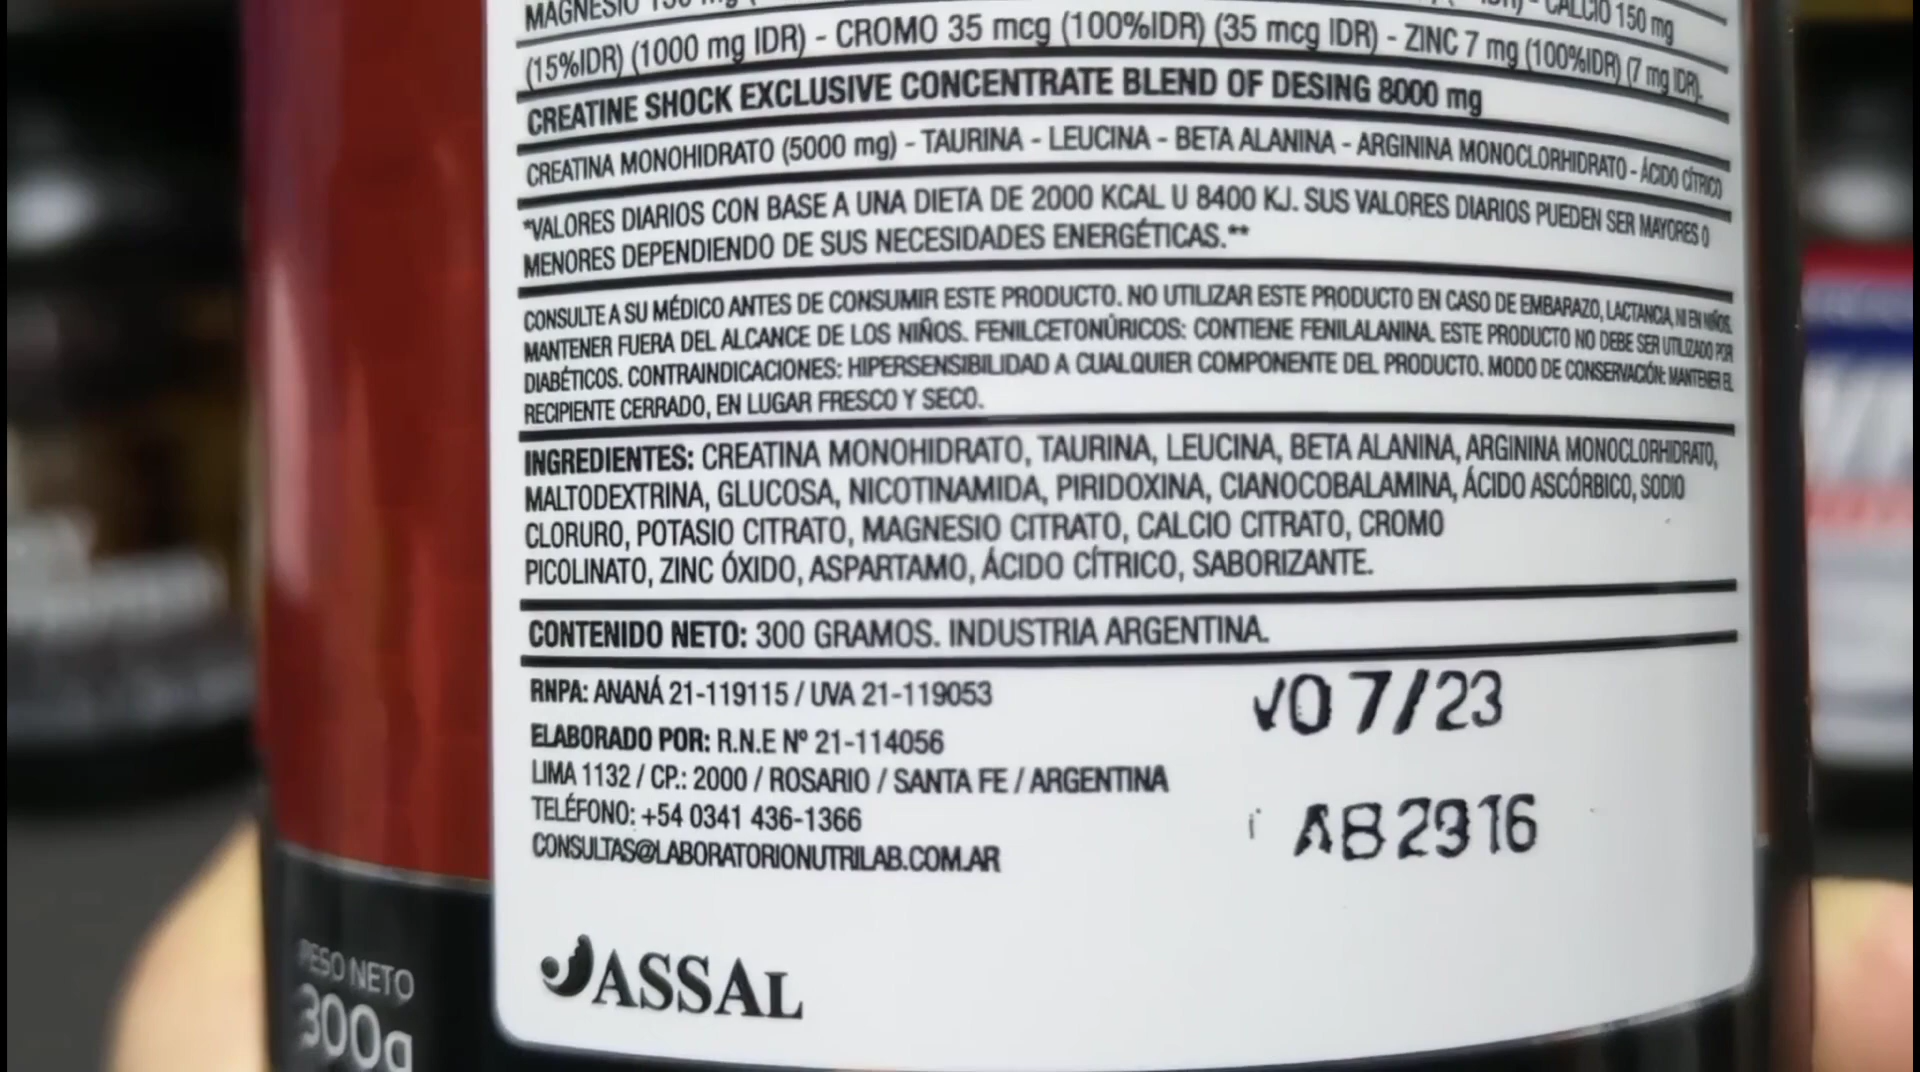 MAGNESIO
CALCIO 150 mg
(15%IDR) (1000 mg IDR) - CROMO 35 mcg (100%IDR) (35 mcg IDR) - ZINC 7 mg (100%IDR) (7 mg IDR).
CREATINE SHOCK EXCLUSIVE CONCENTRATE BLEND OF DESING 8000 mg
CREATINA MONOHIDRATO (5000 mg) - TAURINA - LEUCINA - BETA ALANINA - ARGININA MONOCLORHIDRATO - ÁCIDO CÍTRICO
*VALORES DIARIOS CON BASE A UNA DIETA DE 2000 KCAL U 8400 KJ. SUS VALORES DIARIOS PUEDEN SER MAYORES O
MENORES DEPENDIENDO DE SUS NECESIDADES ENERGÉTICAS.**
CONSULTE A SU MÉDICO ANTES DE CONSUMIR ESTE PRODUCTO. NO UTILIZAR ESTE PRODUCTO EN CASO DE EMBARAZO, LACTANCIA, NI EN NIÑOS.
MANTENER FUERA DEL ALCANCE DE LOS NIÑOS. FENILCETONÚRICOS: CONTIENE FENILALANINA. ESTE PRODUCTO NO DEBE SER UTILIZADO POR
DIABÉTICOS. CONTRAINDICACIONES: HIPERSENSIBILIDAD A CUALQUIER COMPONENTE DEL PRODUCTO. MODO DE CONSERVACIÓN: MANTENER EL
RECIPIENTE CERRADO, EN LUGAR FRESCO Y SECO.
INGREDIENTES: CREATINA MONOHIDRATO, TAURINA, LEUCINA, BETA ALANINA, ARGININA MONOCLORHIDRATO,
MALTODEXTRINA, GLUCOSA, NICOTINAMIDA, PIRIDOXINA, CIANOCOBALAMINA, ÁCIDO ASCÓRBICO, SODIO
CLORURO, POTASIO CITRATO, MAGNESIO CITRATO, CALCIO CITRATO, CROMO
PICOLINATO, ZINC ÓXIDO, ASPARTAMO, ÁCIDO CÍTRICO, SABORIZANTE.
CONTENIDO NETO: 300 GRAMOS. INDUSTRIA ARGENTINA.
RNPA: ANANÁ 21-119115 / UVA 21-119053
V07/23
ELABORADO POR: R.N.E Nº 21-114056
LIMA 1132 / CP.: 2000 / ROSARIO / SANTA FE / ARGENTINA
TELÉFONO: +54 0341 436-1366
AB2916
CONSULTAS@LABORATORIONUTRILAB.COM.AR
ASSAL
PESO NETO
300g